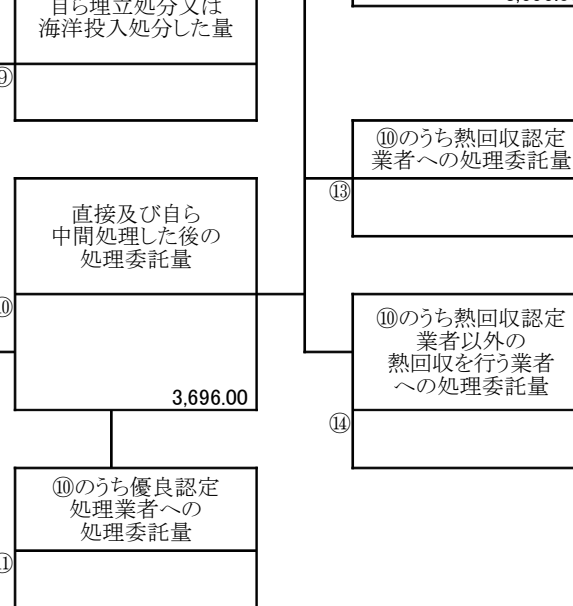 自ら埋立処分又は
海洋投入処分した量
⑨
⑩のうち熱回収認定
業者への処理委託量
⑬
直接及び自ら
中間処理した後の
処理委託量
⑩
3,696.00
⑩のうち熱回収認定
業者以外の
熱回収を行う業者
への処理委託量
⑭
⑩のうち優良認定
処理業者への
処理委託量
⑪